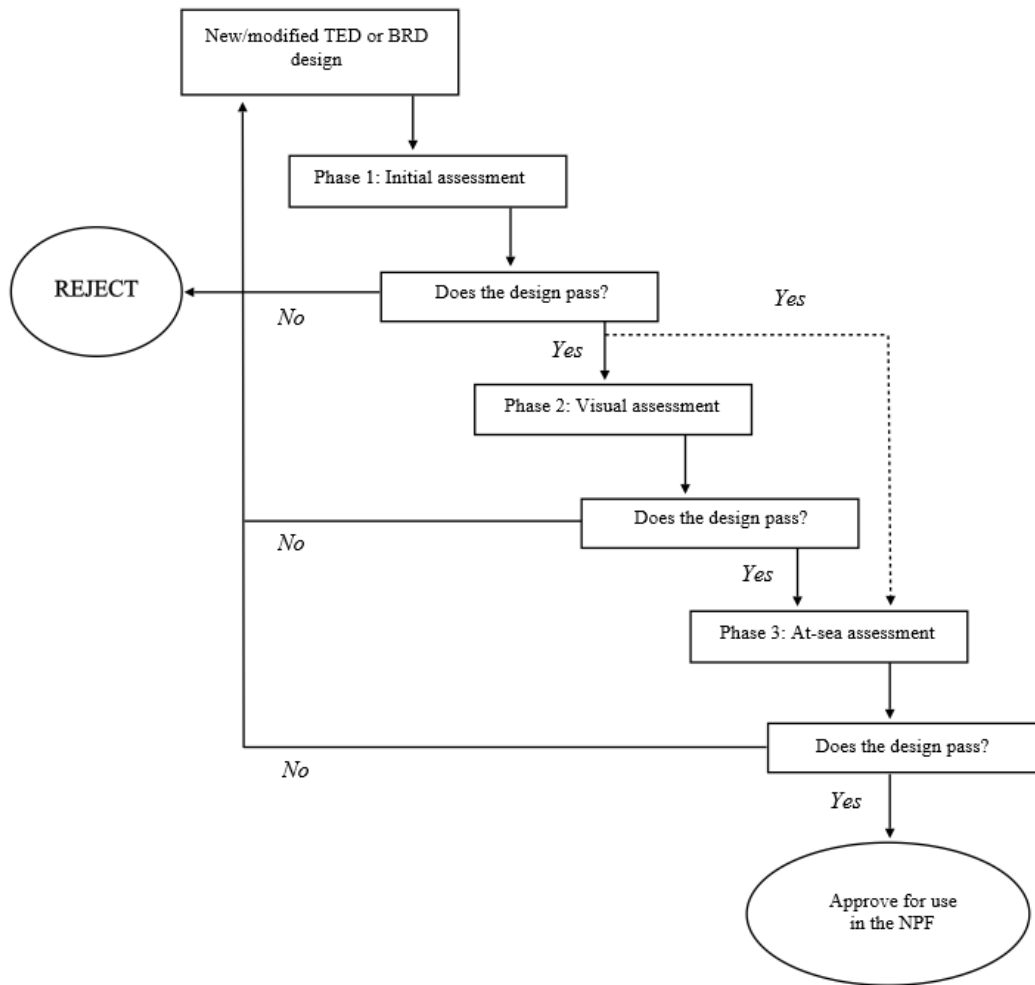 New/modified TED or BRD
design
Phase 1: Initial assessment
REJECT
Does the design pass?
Yes
No
Yes
Phase 2: Visual assessment
Does the design pass?
No
Yes
Phase 3: At-sea assessment
Does the design pass?
No
Yes
Approve for use
in the NPF